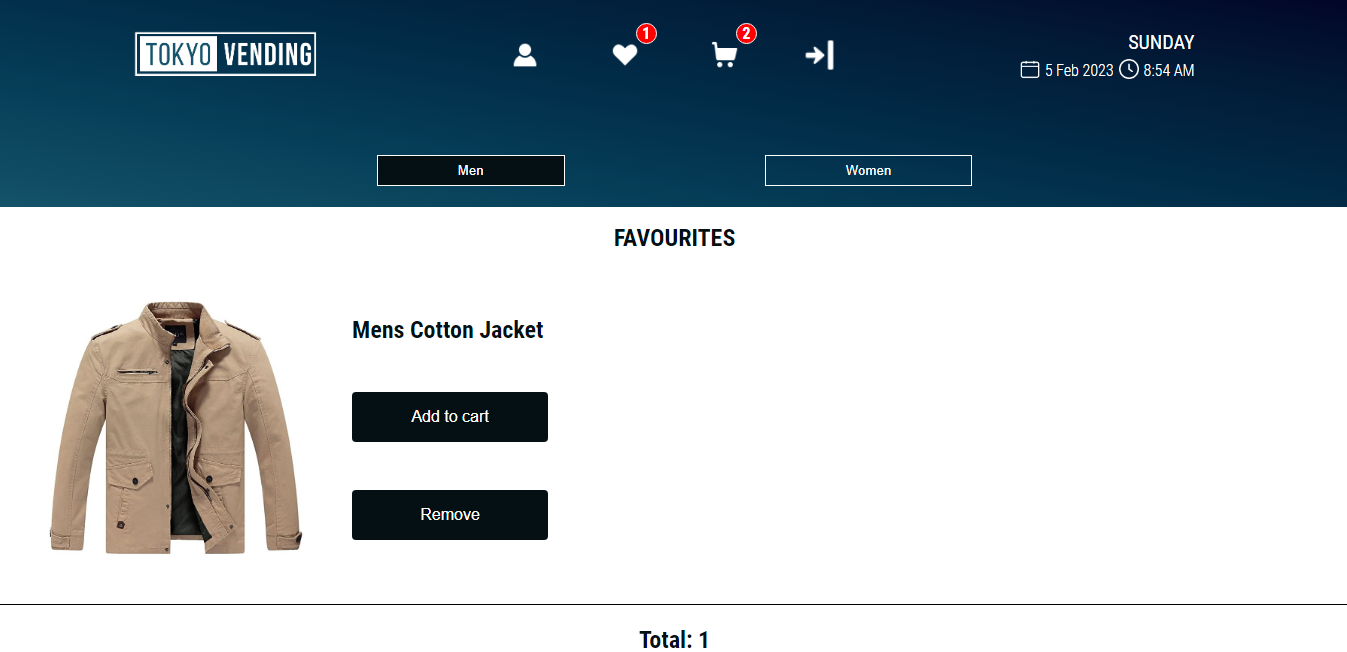 TOKYO VENDING
1
2
SUNDAY
5 Feb 2023 8:54 AM
Men
Women
FAVOURITES
Mens Cotton Jacket
Add to cart
Remove
Total: 1